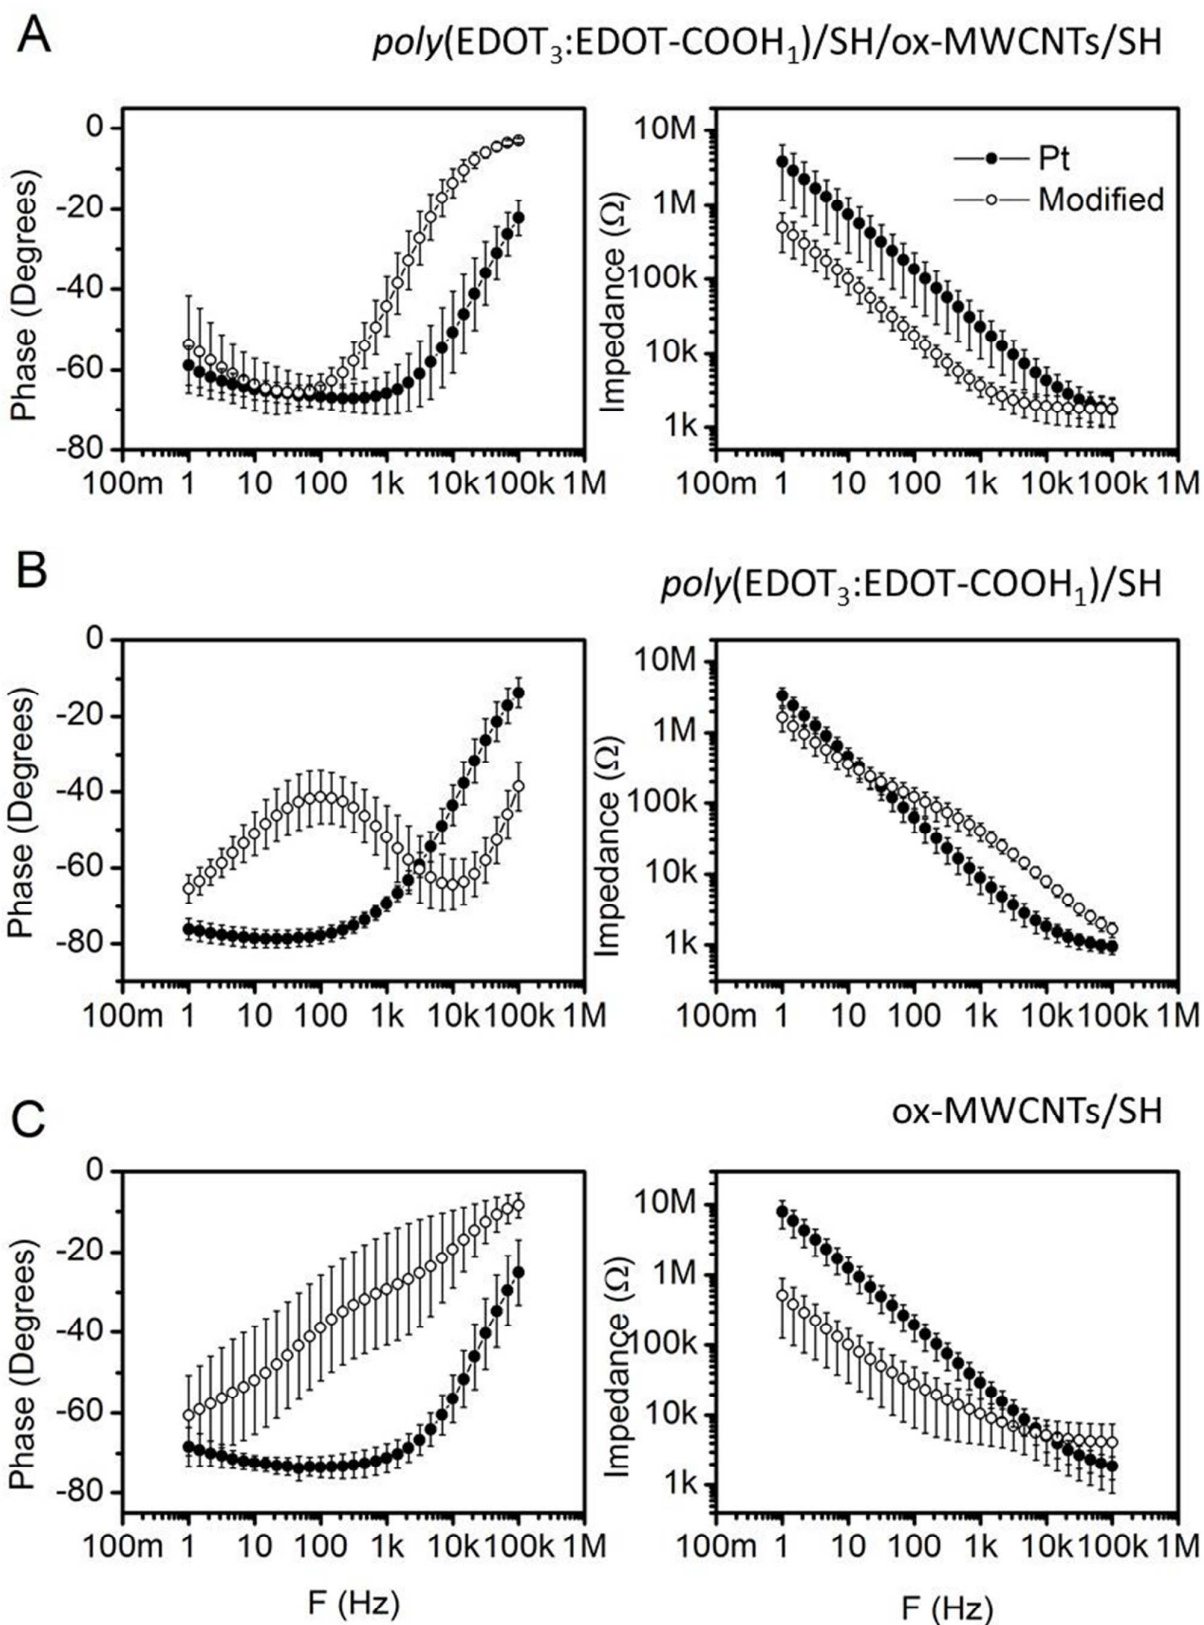 A
poly(EDOT₃:EDOT-COOH₁)/SH/ox-MWCNTs/SH
Phase (Degrees)
0
-20
-40
-60
-80
100m 1 10 100 1k 10k 100k 1M
Impedance (Ω)
10M
1M
100k
10k
1k
Pt
Modified
100m 1 10 100 1k 10k 100k 1M
B
poly(EDOT₃:EDOT-COOH₁)/SH
Phase (Degrees)
0
-20
-40
-60
-80
100m 1 10 100 1k 10k 100k 1M
Impedance (Ω)
10M
1M
100k
10k
1k
100m 1 10 100 1k 10k 100k 1M
C
ox-MWCNTs/SH
Phase (Degrees)
0
-20
-40
-60
-80
100m 1 10 100 1k 10k 100k 1M
F (Hz)
Impedance (Ω)
10M
1M
100k
10k
1k
100m 1 10 100 1k 10k 100k 1M
F (Hz)